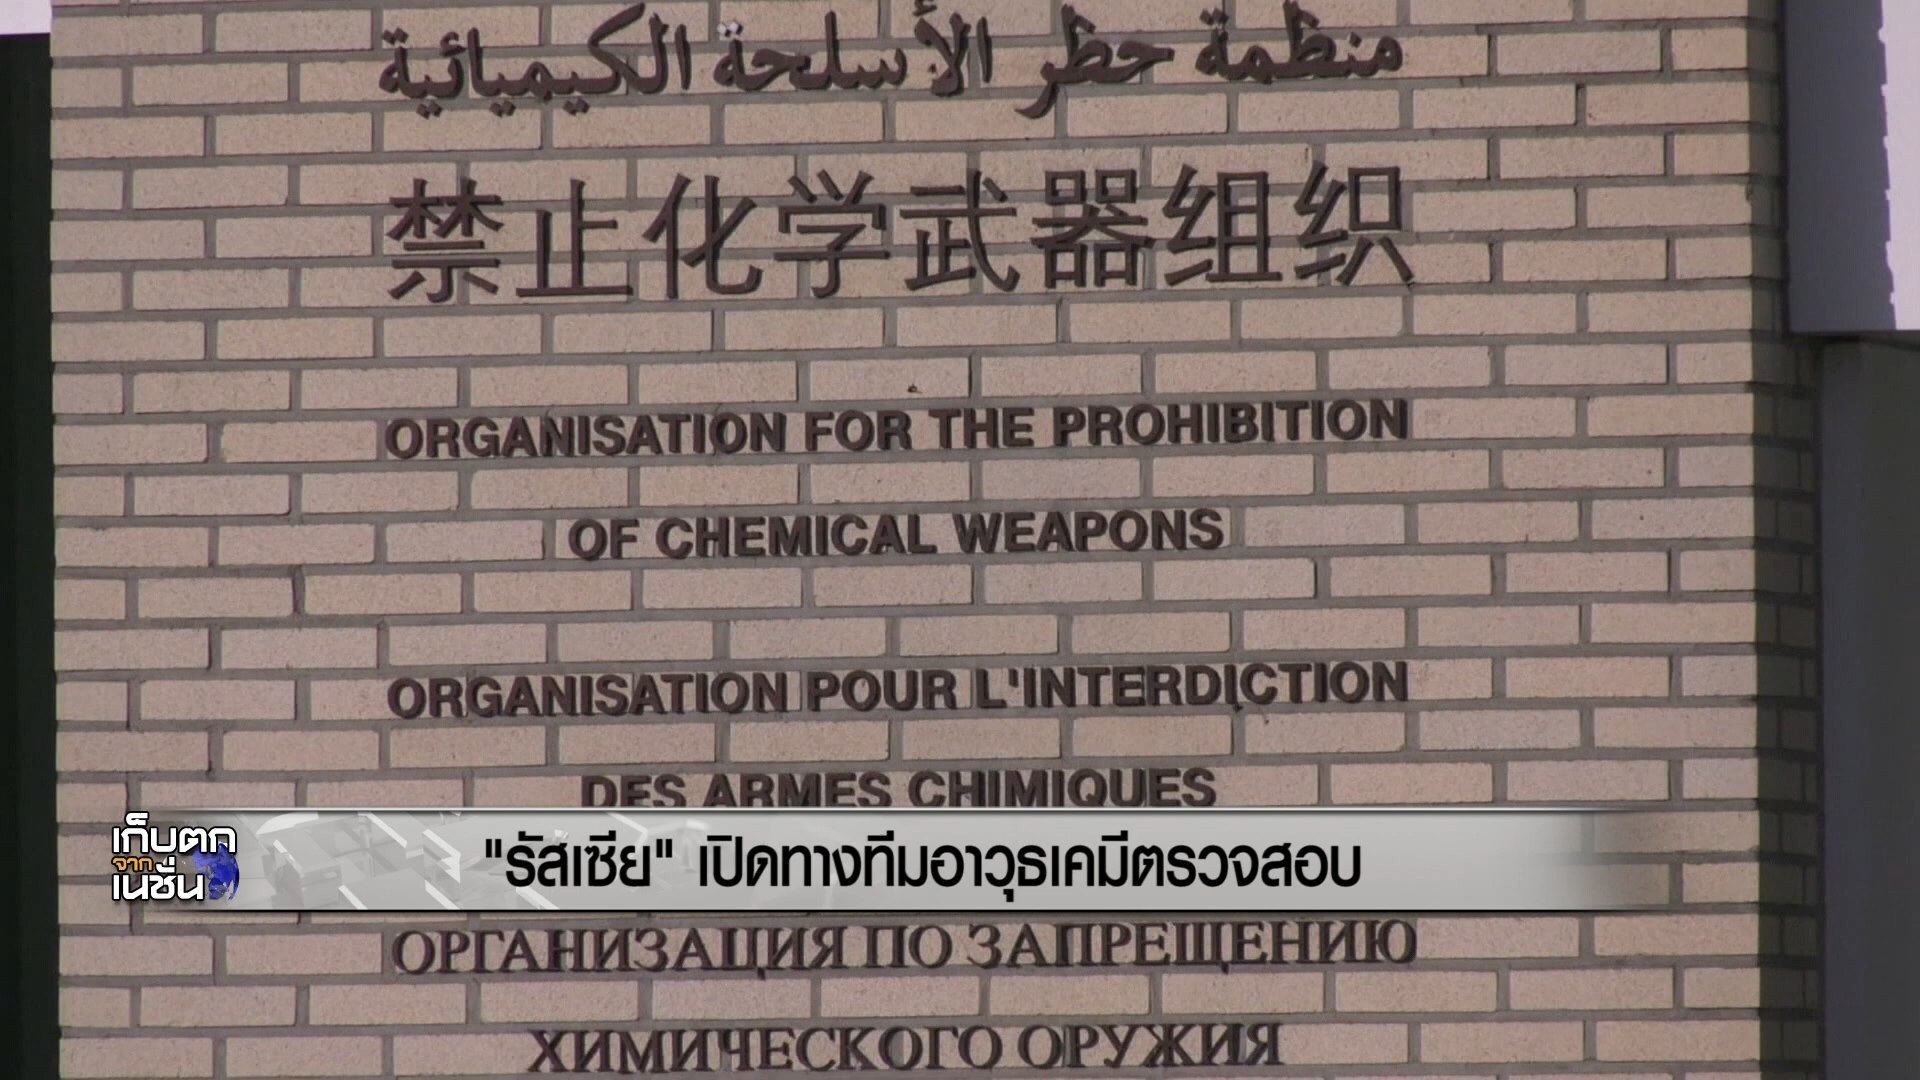 منظمة حظر الأسلحة الكيميائية
禁止化学武器组织
ORGANISATION FOR THE PROHIBITION
OF CHEMICAL WEAPONS
ORGANISATION POUR L'INTERDICTION
DES ARMES CHIMIQUES
เก็บตก
จาก
เนชั่น
"รัสเซีย" เปิดทางทีมอาวุธเคมีตรวจสอบ
ОРГАНИЗАЦИЯ ПО ЗАПРЕЩЕНИЮ
ХИМИЧЕСКОГО ОРУЖИЯ